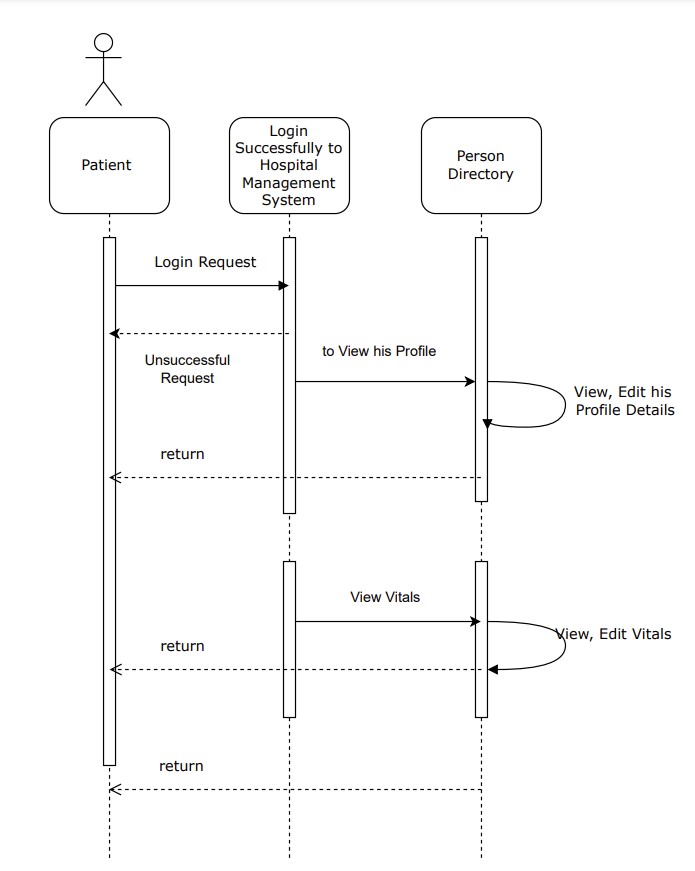 Patient
Login
Successfully to
Hospital
Management
System
Person
Directory
Login Request
Unsuccessful
Request
to View his Profile
View, Edit his
Profile Details
return
View Vitals
View, Edit Vitals
return
return